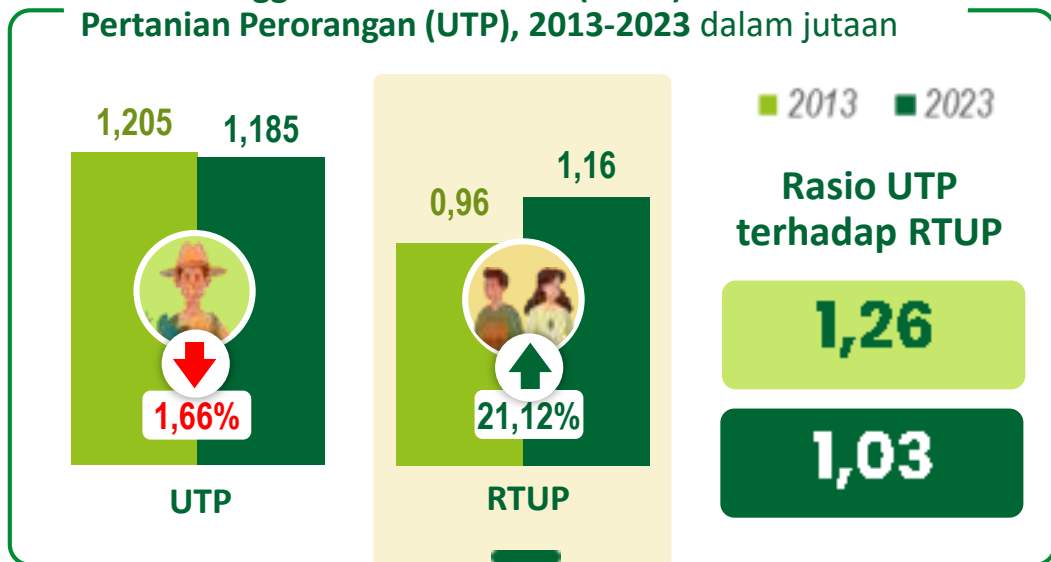 Pertanian Perorangan (UTP), 2013-2023 dalam jutaan
1,205
1,185
1,66%
UTP
0,96
1,16
21,12%
RTUP
2013 2023
Rasio UTP
terhadap RTUP
1,26
1,03